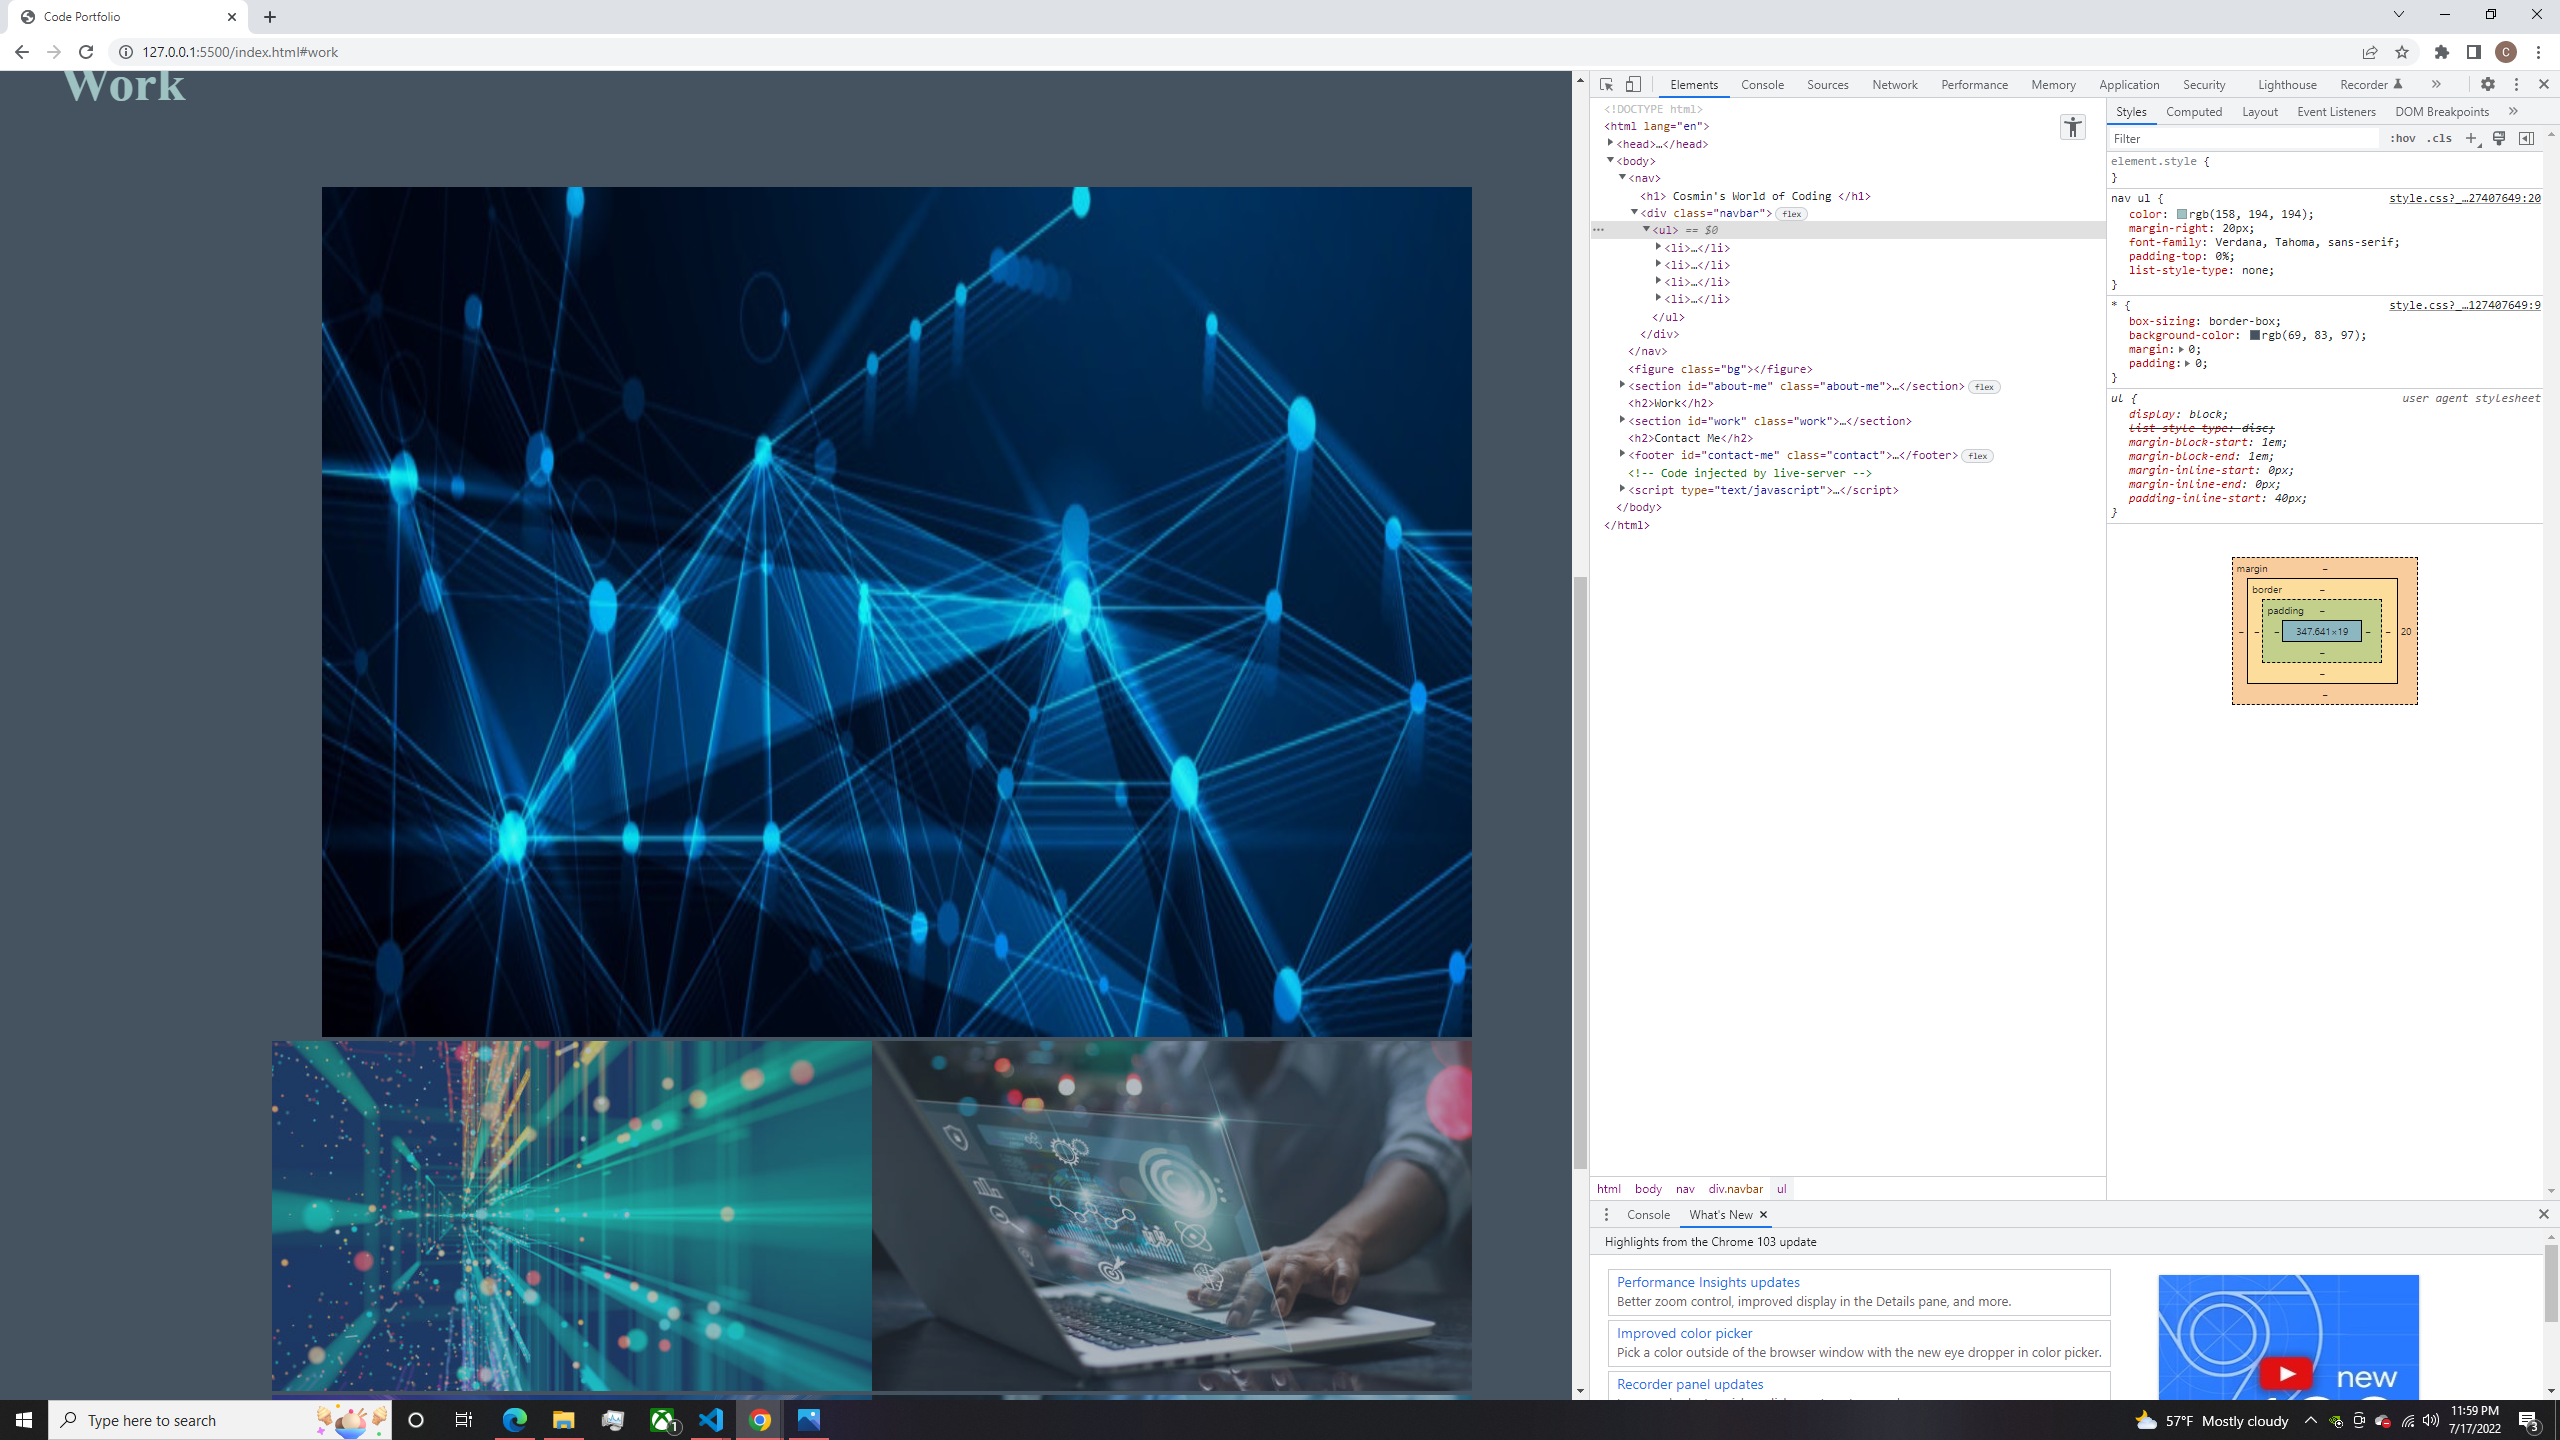 Code Portfolio
127.0.0.1:5500/index.html#work
C
Work
Elements Console Sources Network Performance Memory Application Security Lighthouse Recorder
<!DOCTYPE html>
<html lang="en">
<head>…</head>
<body>
<nav>
<h1> Cosmin's World of Coding </h1>
<div class="navbar"> flex
<ul> == $0
<li>…</li>
<li>…</li>
<li>…</li>
<li>…</li>
</ul>
</div>
</nav>
<figure class="bg"></figure>
<section id="about-me" class="about-me">…</section> flex
<h2>Work</h2>
<section id="work" class="work">…</section>
<h2>Contact Me</h2>
<footer id="contact-me" class="contact">…</footer> flex
<!-- Code injected by live-server -->
<script type="text/javascript">…</script>
</body>
</html>
html body nav div.navbar ul
Styles Computed Layout Event Listeners DOM Breakpoints
Filter :hov .cls
element.style {
}
nav ul { style.css?_…27407649:20
color: rgb(158, 194, 194);
margin-right: 20px;
font-family: Verdana, Tahoma, sans-serif;
padding-top: 0%;
list-style-type: none;
}
* { style.css?_…127407649:9
box-sizing: border-box;
background-color: rgb(69, 83, 97);
margin: 0;
padding: 0;
}
ul { user agent stylesheet
display: block;
list-style-type: disc;
margin-block-start: 1em;
margin-block-end: 1em;
margin-inline-start: 0px;
margin-inline-end: 0px;
padding-inline-start: 40px;
}
margin –
border –
padding –
– – – 347.641×19 – – 20
–
–
–
Console What's New
Highlights from the Chrome 103 update
Performance Insights updates
Better zoom control, improved display in the Details pane, and more.
Improved color picker
Pick a color outside of the browser window with the new eye dropper in color picker.
Recorder panel updates
new
Type here to search
1
57°F Mostly cloudy
11:59 PM
7/17/2022
3